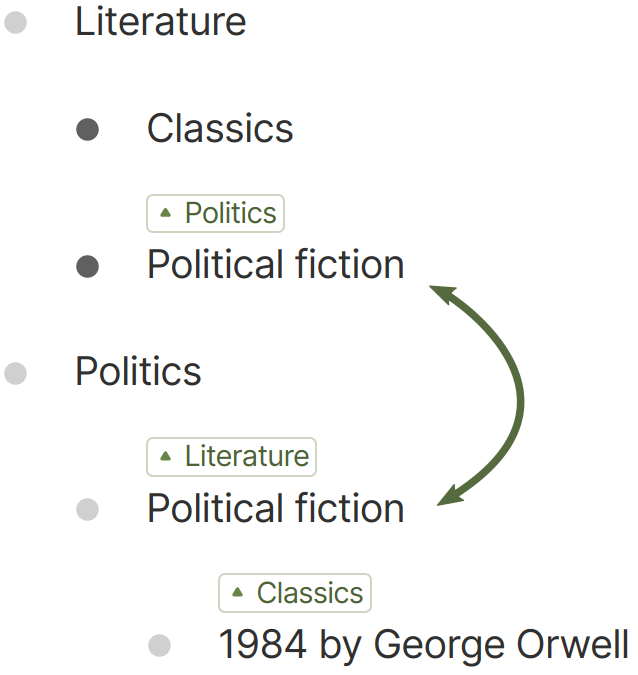 Literature
Classics
Politics
Political fiction
Politics
Literature
Political fiction
Classics
1984 by George Orwell